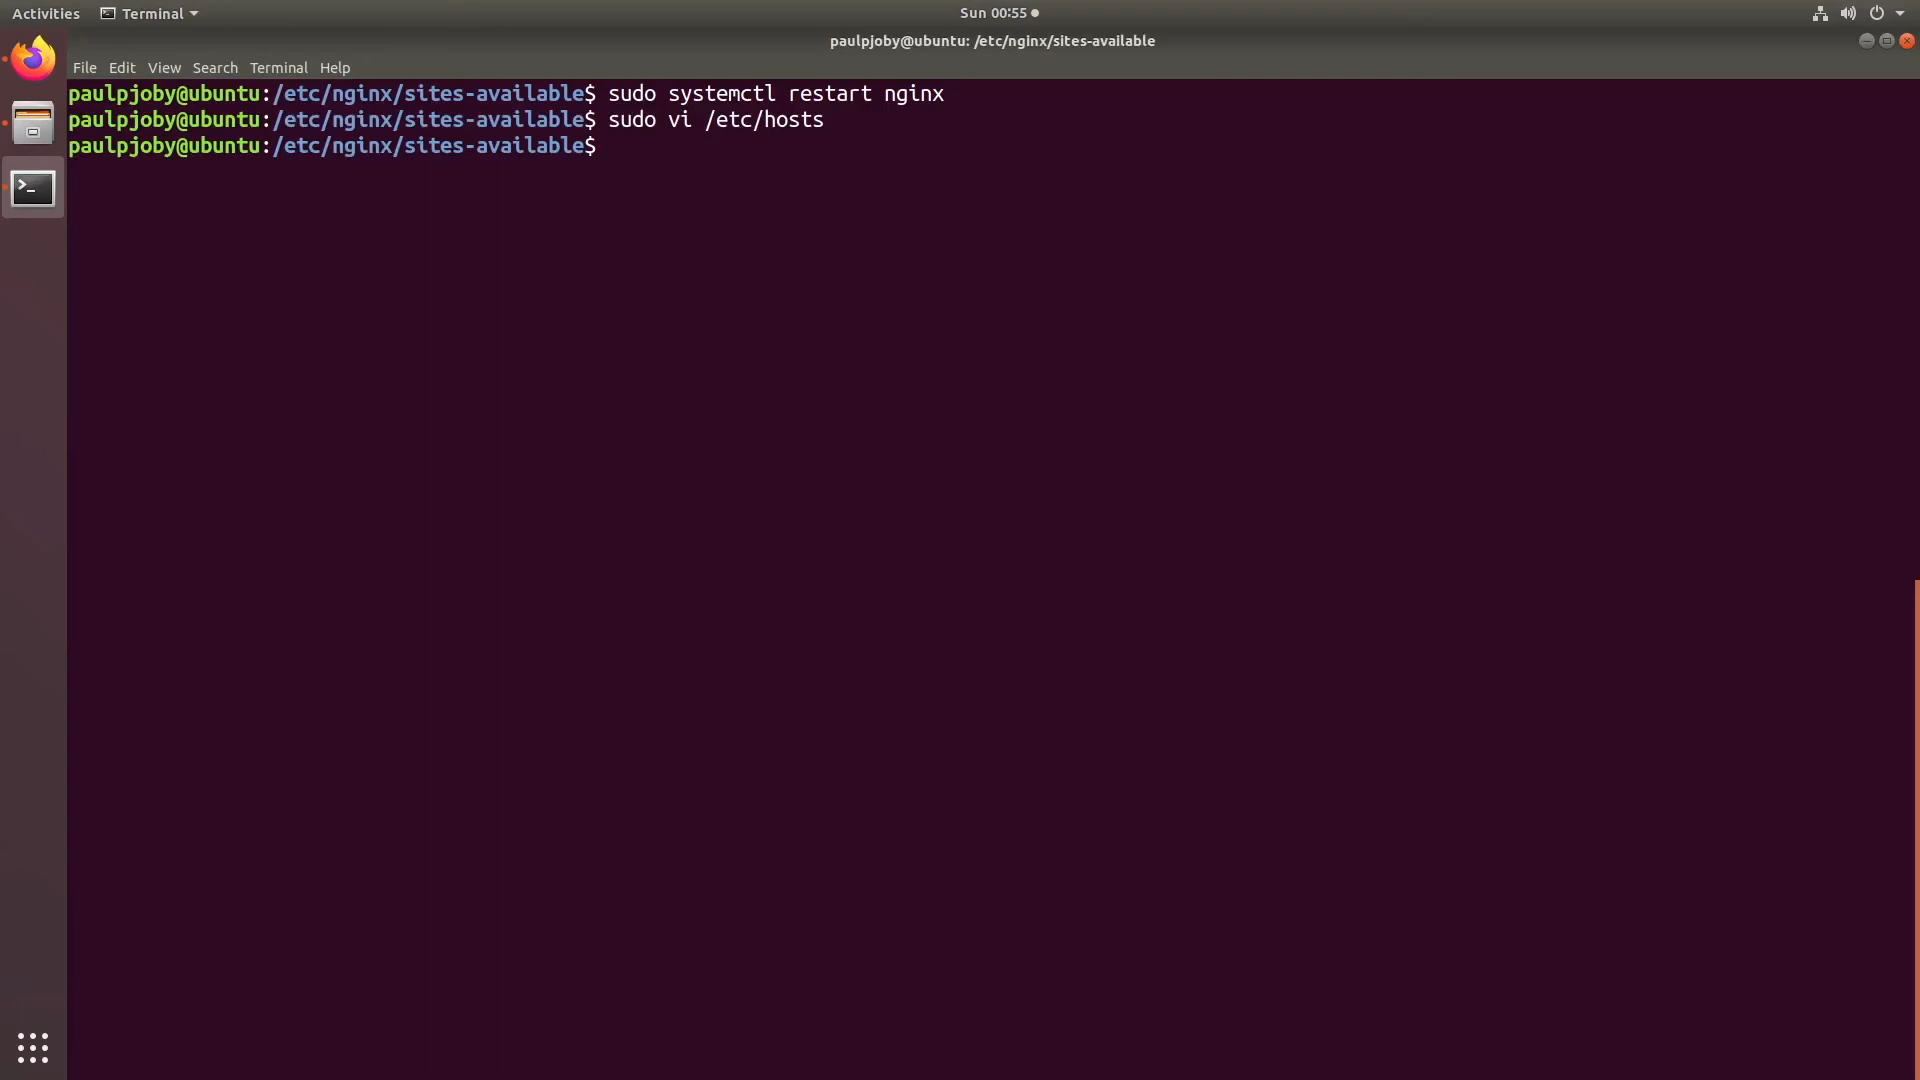 Activities Terminal Sun 00:55
paulpjoby@ubuntu: /etc/nginx/sites-available
File Edit View Search Terminal Help
paulpjoby@ubuntu:/etc/nginx/sites-available$ sudo systemctl restart nginx
paulpjoby@ubuntu:/etc/nginx/sites-available$ sudo vi /etc/hosts
paulpjoby@ubuntu:/etc/nginx/sites-available$